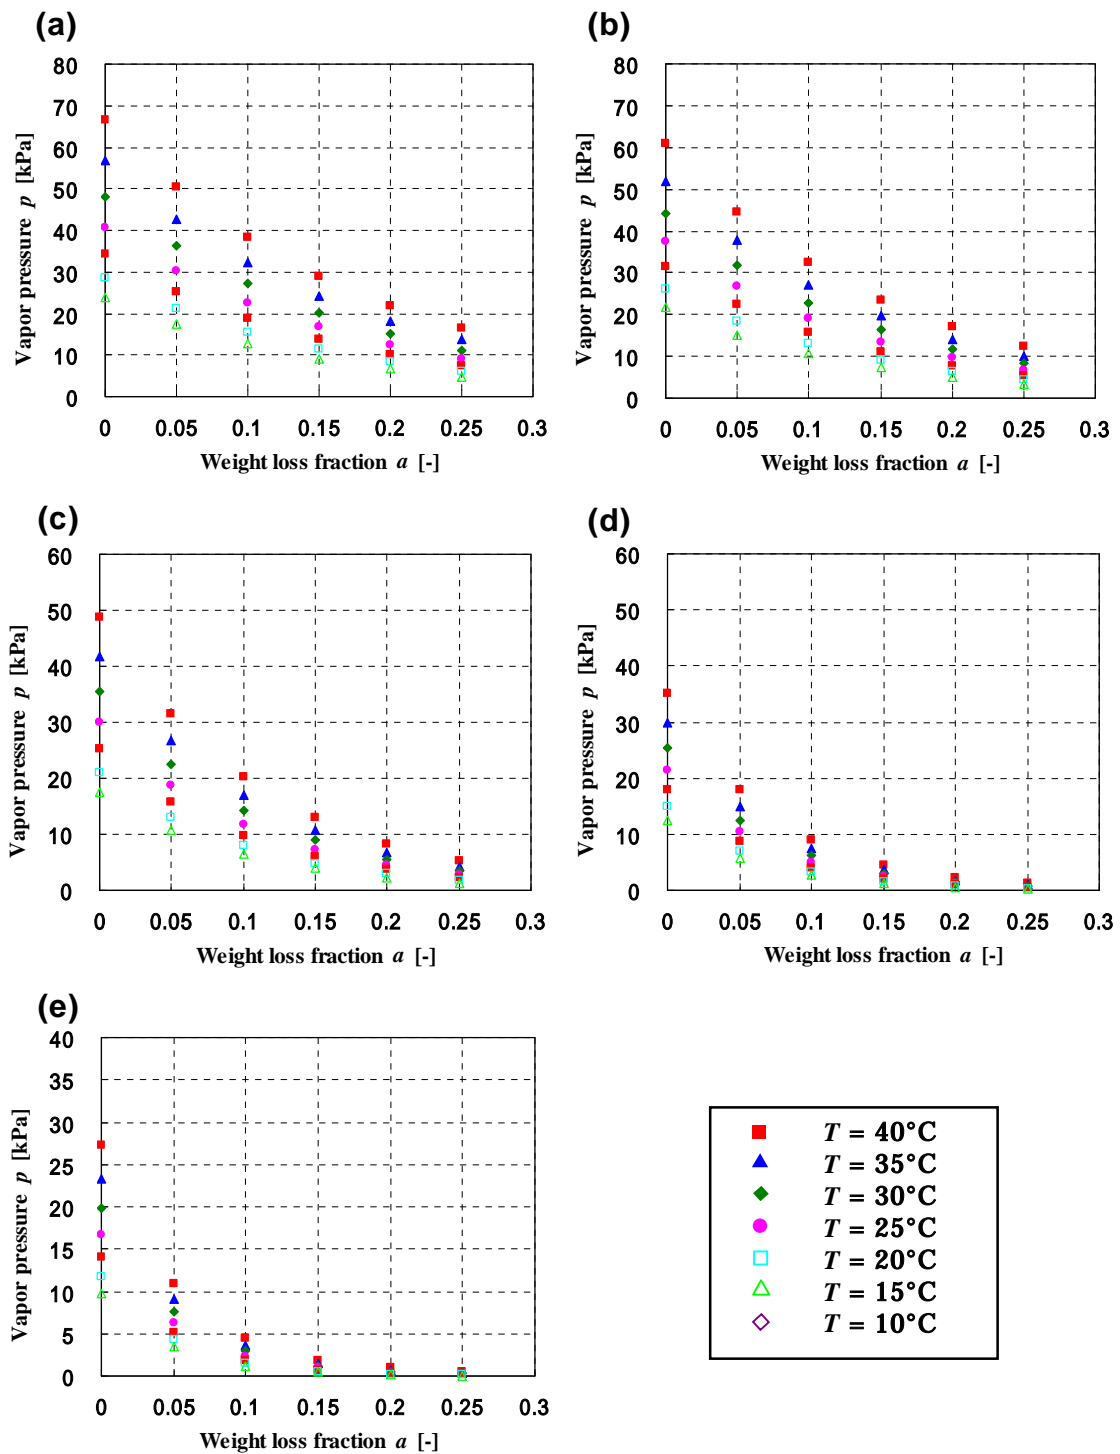 (a)
80
70
60
50
40
30
20
10
0
Vapor pressure p [kPa]
0 0.05 0.1 0.15 0.2 0.25 0.3
Weight loss fraction a [-]
(b)
80
70
60
50
40
30
20
10
0
Vapor pressure p [kPa]
0 0.05 0.1 0.15 0.2 0.25 0.3
Weight loss fraction a [-]
(c)
60
50
40
30
20
10
0
Vapor pressure p [kPa]
0 0.05 0.1 0.15 0.2 0.25 0.3
Weight loss fraction a [-]
(d)
60
50
40
30
20
10
0
Vapor pressure p [kPa]
0 0.05 0.1 0.15 0.2 0.25 0.3
Weight loss fraction a [-]
(e)
40
35
30
25
20
15
10
5
0
Vapor pressure p [kPa]
0 0.05 0.1 0.15 0.2 0.25 0.3
Weight loss fraction a [-]
T = 40°C
T = 35°C
T = 30°C
T = 25°C
T = 20°C
T = 15°C
T = 10°C